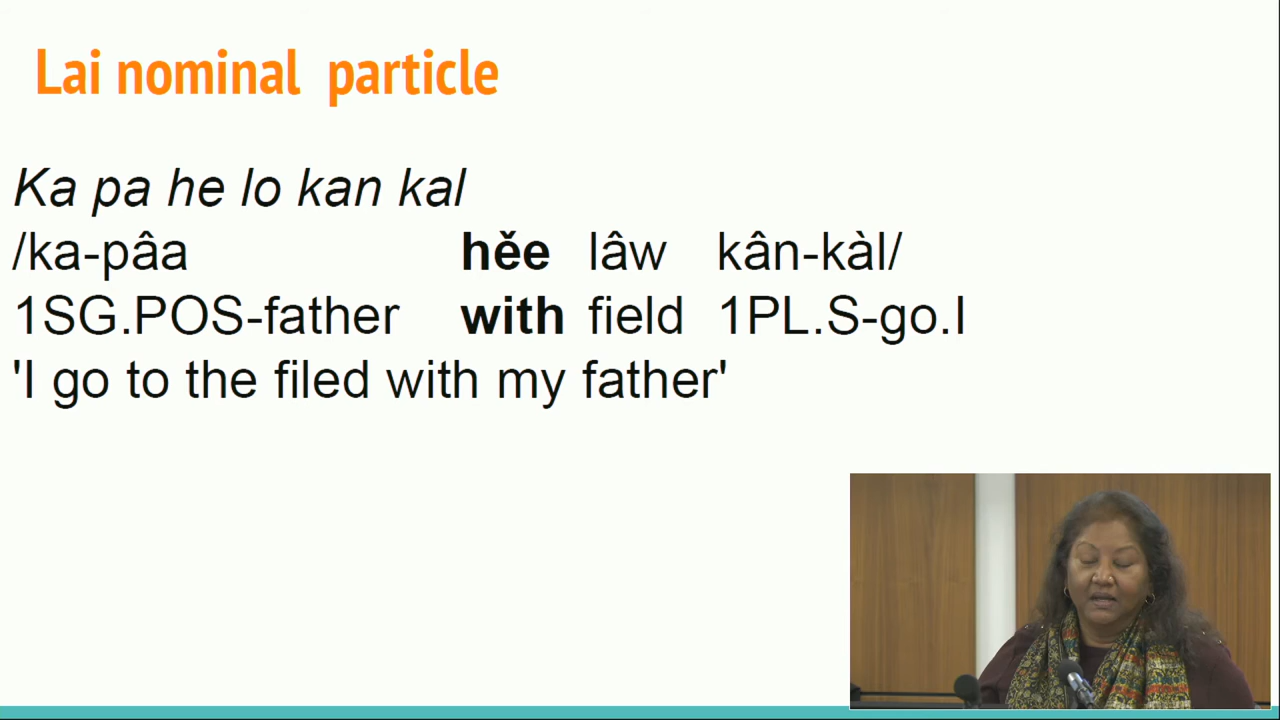 Lai nominal particle
Ka pa he lo kan kal
/ka-pâa hěe lâw kân-kàl/
1SG.POS-father with field 1PL.S-go.I
'I go to the filed with my father'